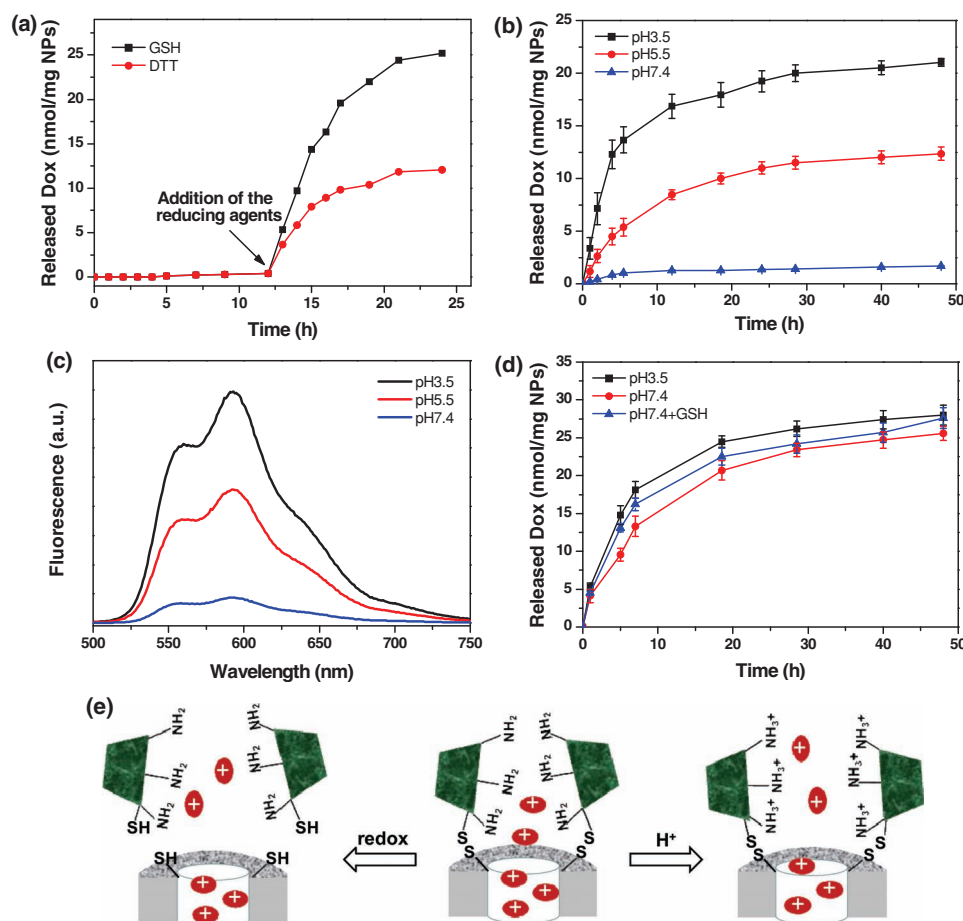 (a)
GSH
DTT
Released Dox (nmol/mg NPs)
25
20
15
10
5
0
Addition of the
reducing agents
0 5 10 15 20 25
Time (h)
(b)
pH3.5
pH5.5
pH7.4
Released Dox (nmol/mg NPs)
25
20
15
10
5
0
0 10 20 30 40 50
Time (h)
(c)
pH3.5
pH5.5
pH7.4
Fluorescence (a.u.)
500 550 600 650 700 750
Wavelength (nm)
(d)
pH3.5
pH7.4
pH7.4+GSH
Released Dox (nmol/mg NPs)
35
30
25
20
15
10
5
0
0 10 20 30 40 50
Time (h)
(e)
NH2
NH2
NH2
NH2
NH2
NH2
+
+
SH
SH
SH
SH
+
+
+
redox
NH2
NH2
NH2
NH2
NH2
NH2
+
+
S
S
S
S
+
+
+
H+
NH3+
NH3+
NH3+
NH3+
NH3+
NH3+
+
+
S
S
S
S
+
+
+